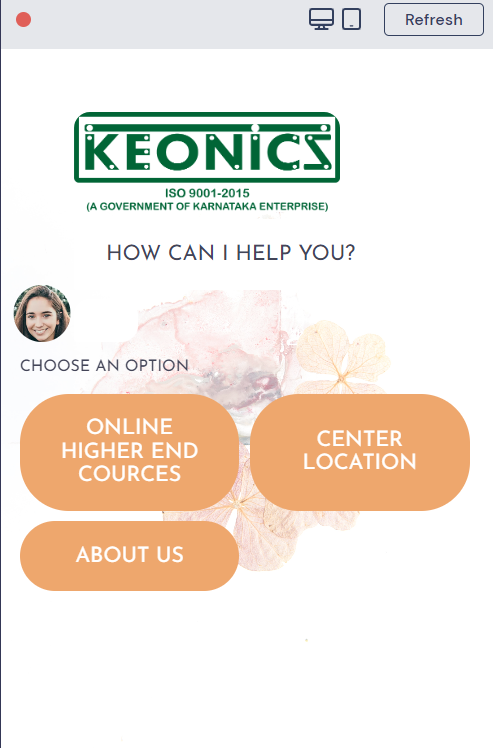 Refresh
KEONICS
ISO 9001-2015
(A GOVERNMENT OF KARNATAKA ENTERPRISE)
HOW CAN I HELP YOU?
CHOOSE AN OPTION
ONLINE
HIGHER END
COURCES
CENTER
LOCATION
ABOUT US